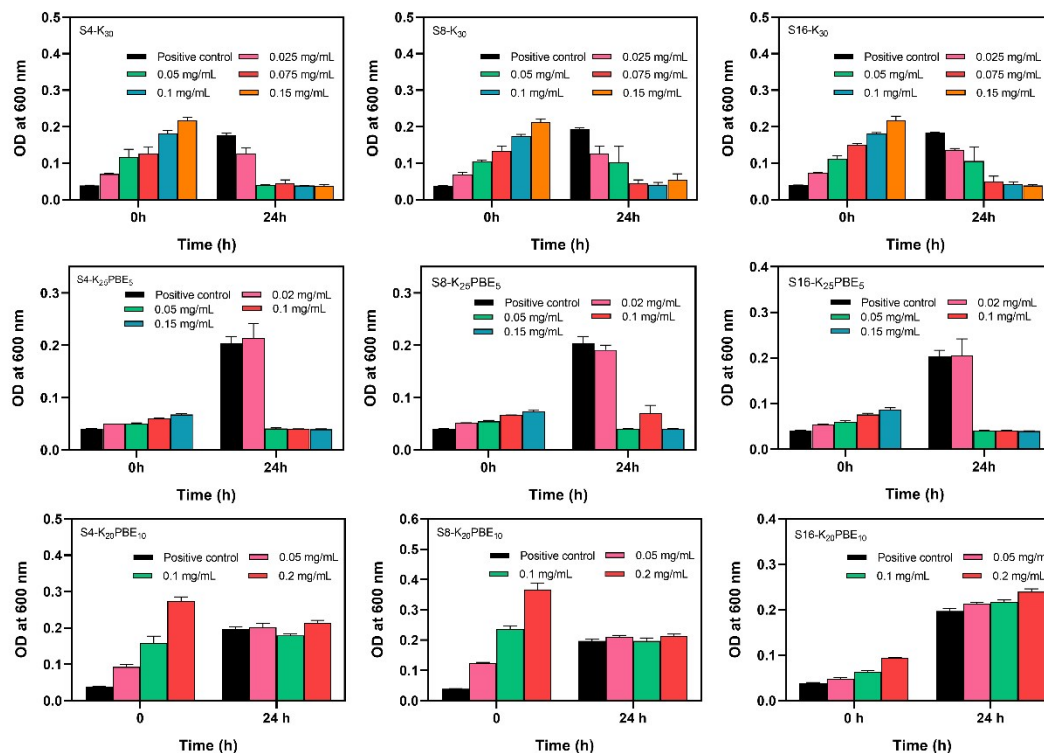 S4-K30
Positive control 0.025 mg/mL
0.05 mg/mL 0.075 mg/mL
0.1 mg/mL 0.15 mg/mL
OD at 600 nm
0.5
0.4
0.3
0.2
0.1
0.0
0h 24h
Time (h)
S8-K30
Positive control 0.025 mg/mL
0.05 mg/mL 0.075 mg/mL
0.1 mg/mL 0.15 mg/mL
OD at 600 nm
0.5
0.4
0.3
0.2
0.1
0.0
0h 24h
Time (h)
S16-K30
Positive control 0.025 mg/mL
0.05 mg/mL 0.075 mg/mL
0.1 mg/mL 0.15 mg/mL
OD at 600 nm
0.5
0.4
0.3
0.2
0.1
0.0
0h 24h
Time (h)
S4-K25PBE5
Positive control 0.02 mg/mL
0.05 mg/mL 0.1 mg/mL
0.15 mg/mL
OD at 600 nm
0.3
0.2
0.1
0.0
0h 24h
Time (h)
S8-K25PBE5
Positive control 0.02 mg/mL
0.05 mg/mL 0.1 mg/mL
0.15 mg/mL
OD at 600 nm
0.3
0.2
0.1
0.0
0h 24h
Time (h)
S16-K25PBE5
Positive control 0.02 mg/mL
0.05 mg/mL 0.1 mg/mL
0.15 mg/mL
OD at 600 nm
0.4
0.3
0.2
0.1
0.0
0h 24h
Time (h)
S4-K20PBE10
Positive control 0.05 mg/mL
0.1 mg/mL 0.2 mg/mL
OD at 600 nm
0.5
0.4
0.3
0.2
0.1
0.0
0 24 h
Time (h)
S8-K20PBE10
Positive control 0.05 mg/mL
0.1 mg/mL 0.2 mg/mL
OD at 600 nm
0.6
0.5
0.4
0.3
0.2
0.1
0.0
0 24 h
Time (h)
S16-K20PBE10
Positive control 0.05 mg/m
0.1 mg/mL 0.2 mg/mL
OD at 600 nm
0.4
0.3
0.2
0.1
0.0
0 h 24 h
Time (h)